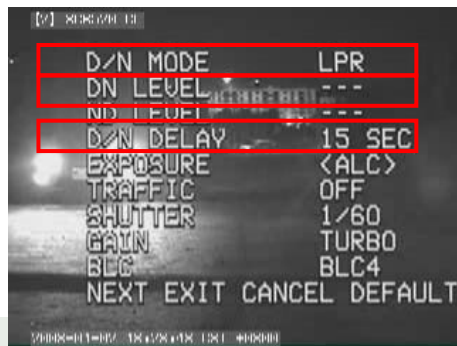 D/N MODE LPR
DN LEVEL ---
ND LEVEL ---
D/N DELAY 15 SEC
EXPOSURE <ALC>
TRAFFIC OFF
SHUTTER 1/60
GAIN TURBO
BLC BLC4
NEXT EXIT CANCEL DEFAULT